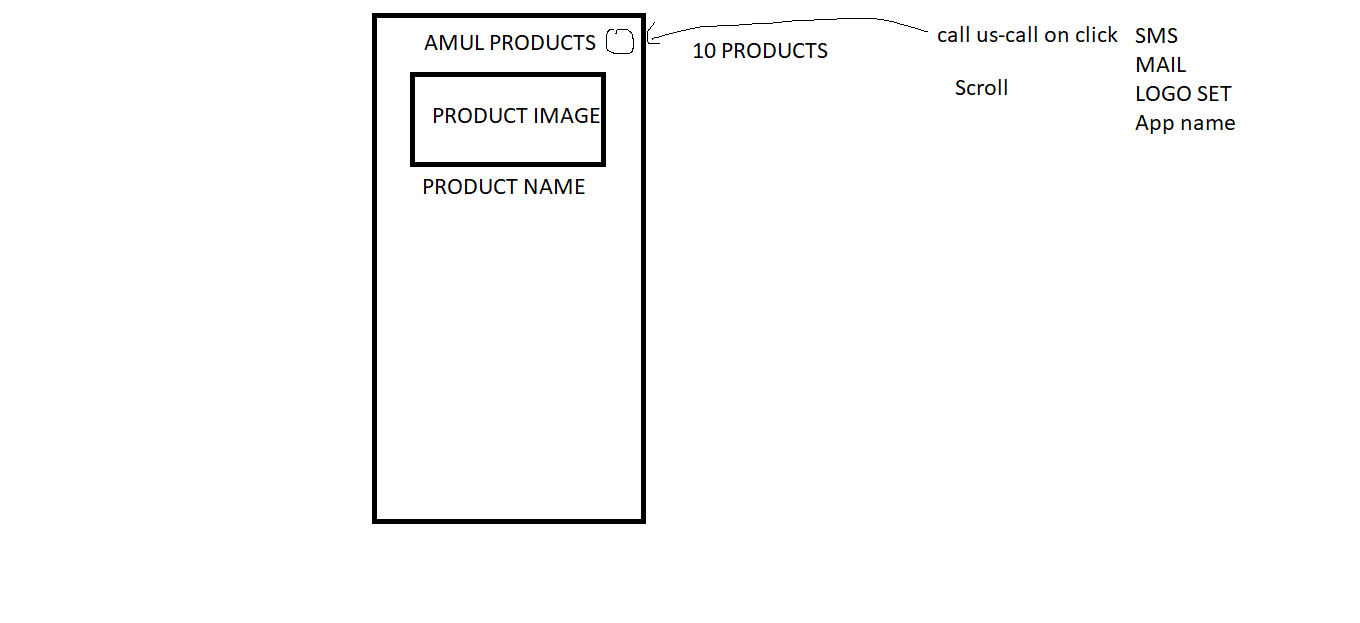 AMUL PRODUCTS
PRODUCT IMAGE
PRODUCT NAME
10 PRODUCTS
call us-call on click
Scroll
SMS
MAIL
LOGO SET
App name